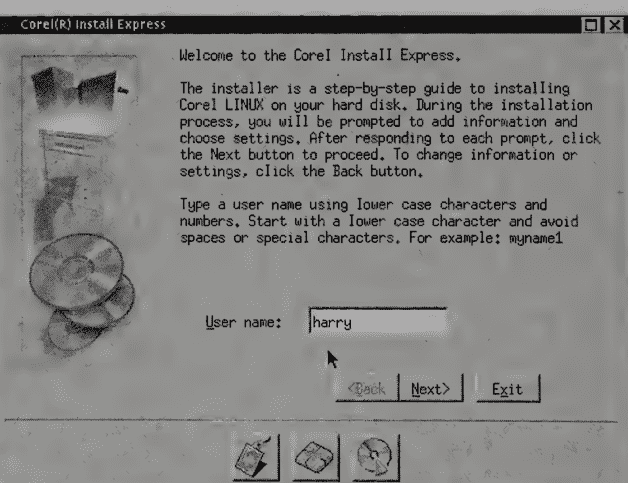 Corel(R) Install Express
Welcome to the Corel Install Express.
The installer is a step-by-step guide to installing
Corel LINUX on your hard disk. During the installation
process, you will be prompted to add information and
choose settings. After responding to each prompt, click
the Next button to proceed. To change information or
settings, click the Back button.
Type a user name using lower case characters and
numbers. Start with a lower case character and avoid
spaces or special characters. For example: myname1
User name: harry
<Back Next> Exit